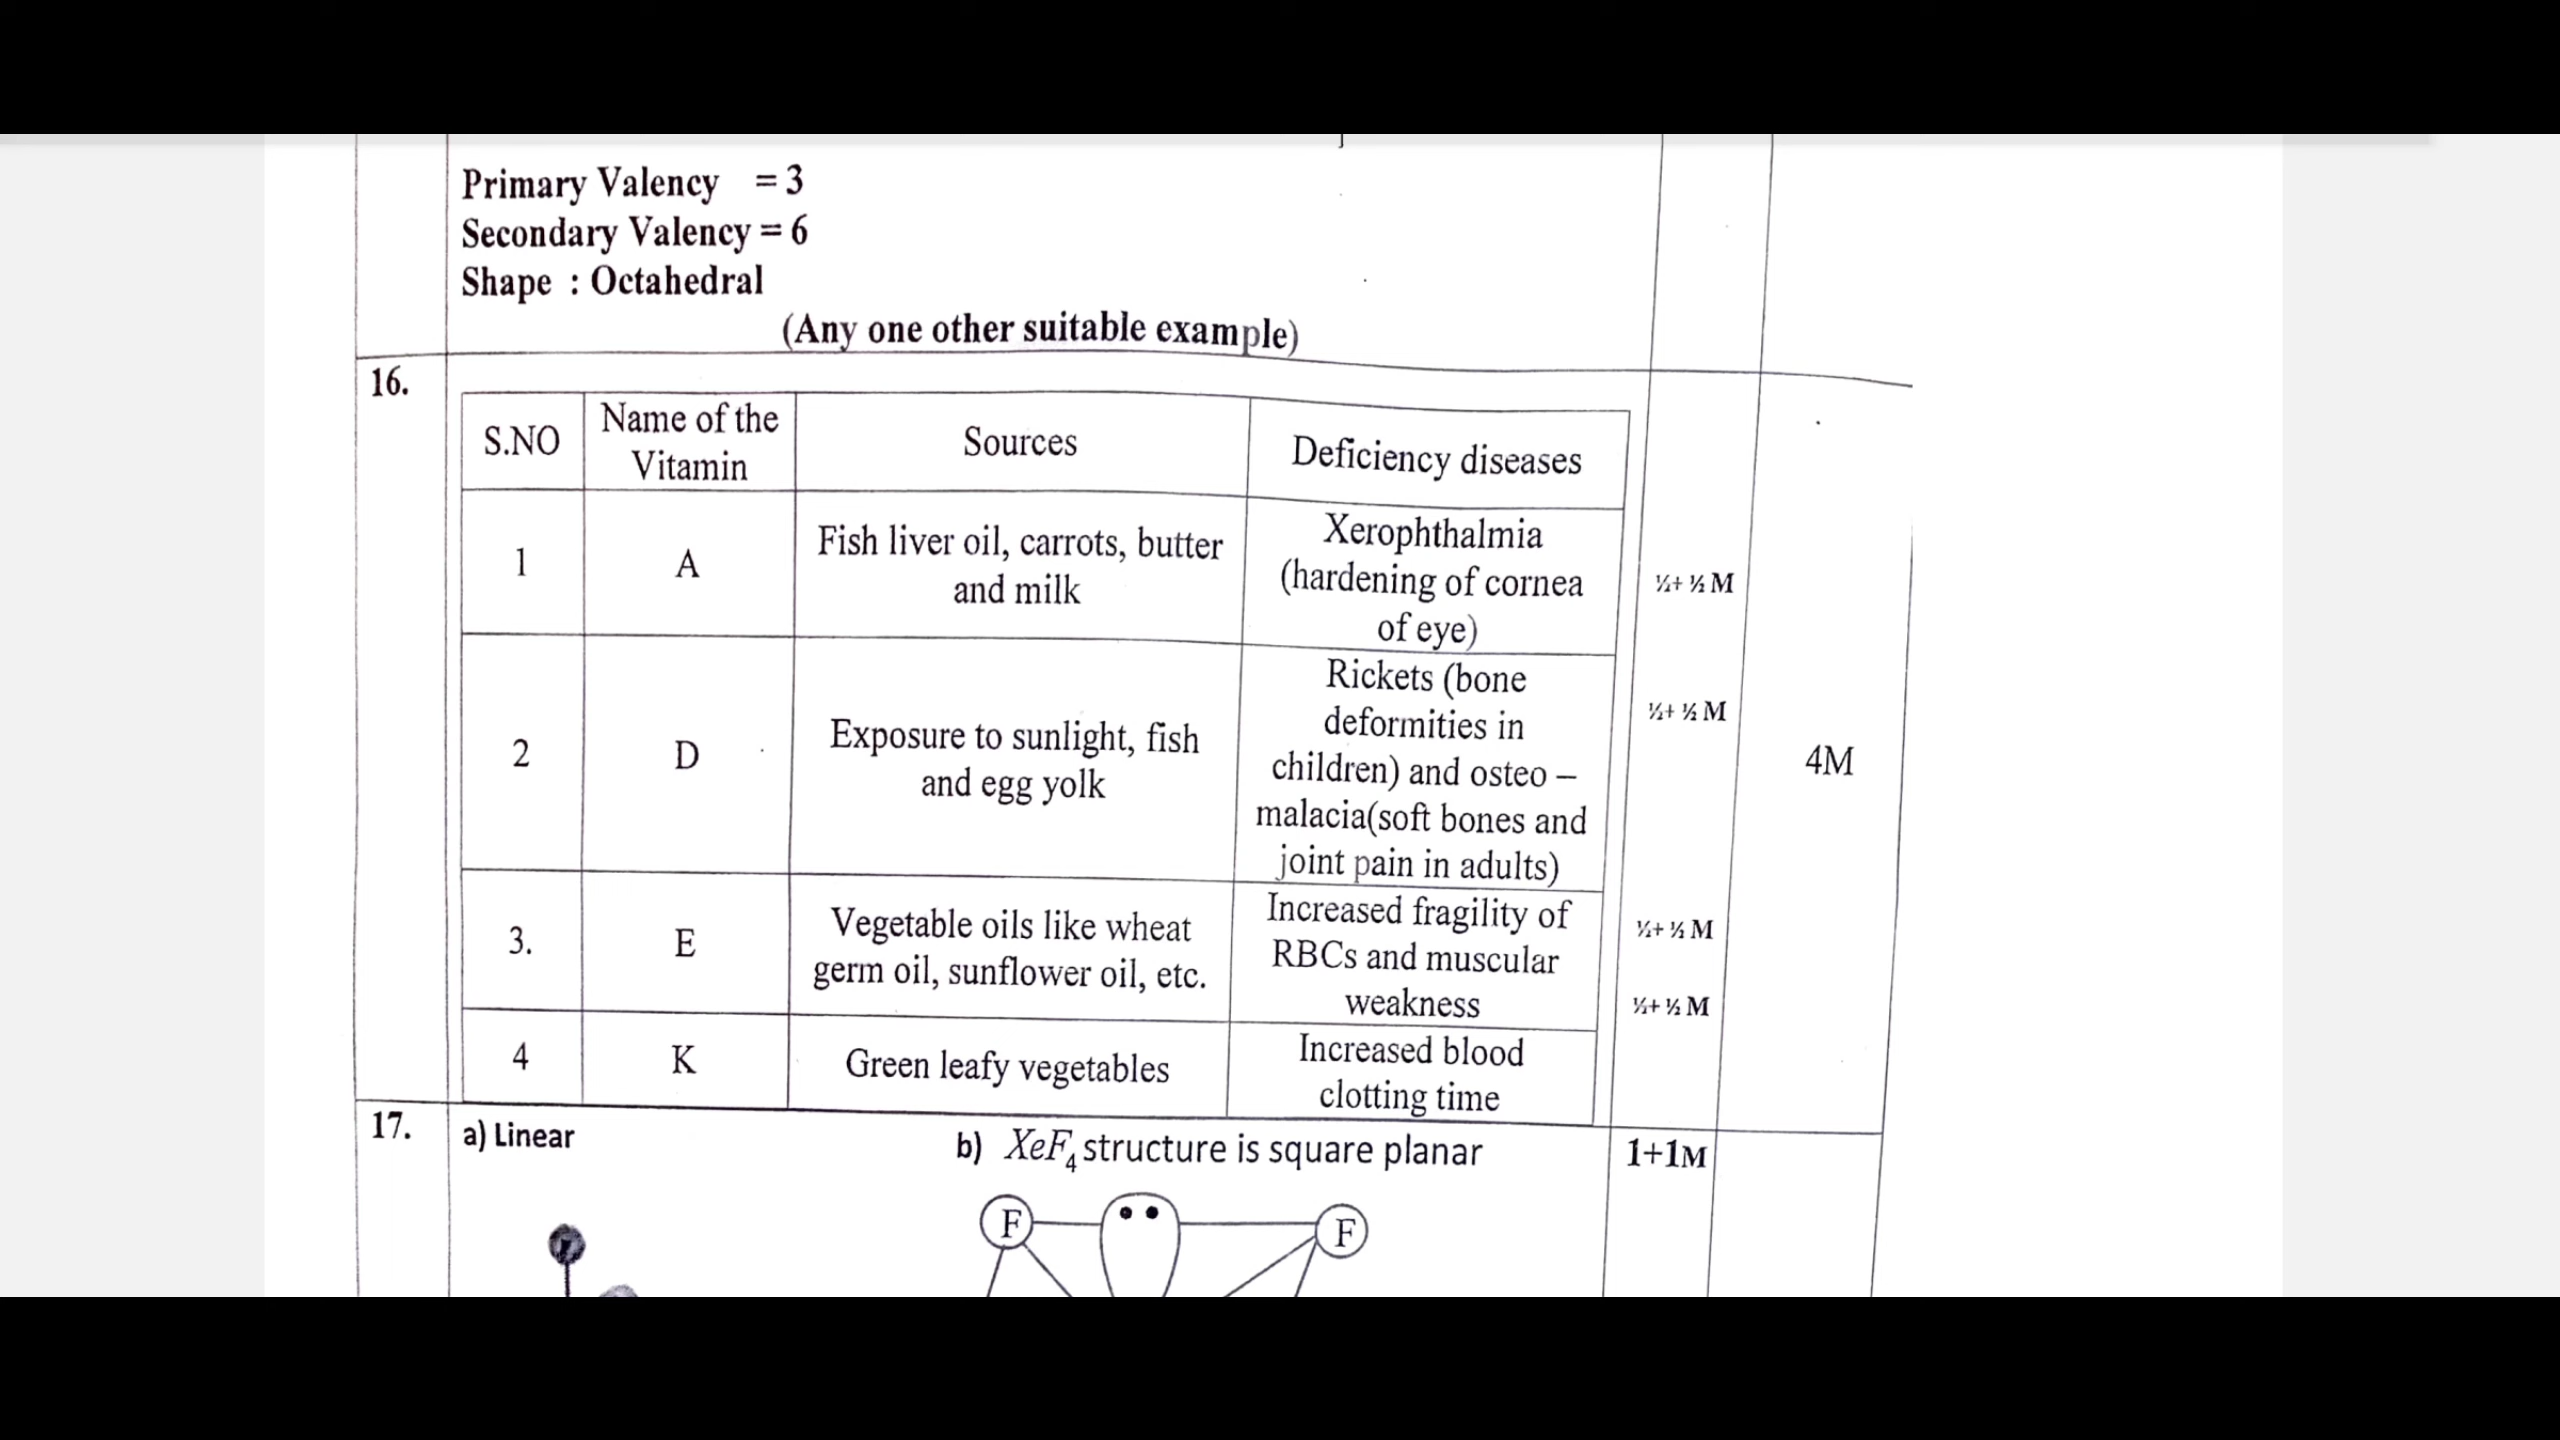 Primary Valency = 3
Secondary Valency = 6
Shape : Octahedral
(Any one other suitable example)
16.
S.NO
Name of the
Vitamin
Sources
Deficiency diseases
1
A
Fish liver oil, carrots, butter
and milk
Xerophthalmia
(hardening of cornea
of eye)
½+ ½ M
2
D
Exposure to sunlight, fish
and egg yolk
Rickets (bone
deformities in
children) and osteo –
malacia(soft bones and
joint pain in adults)
½+ ½ M
4M
3.
E
Vegetable oils like wheat
germ oil, sunflower oil, etc.
Increased fragility of
RBCs and muscular
weakness
½+ ½ M
4
K
Green leafy vegetables
Increased blood
clotting time
½+ ½ M
17.
a) Linear
b) XeF₄ structure is square planar
1+1M
F
F